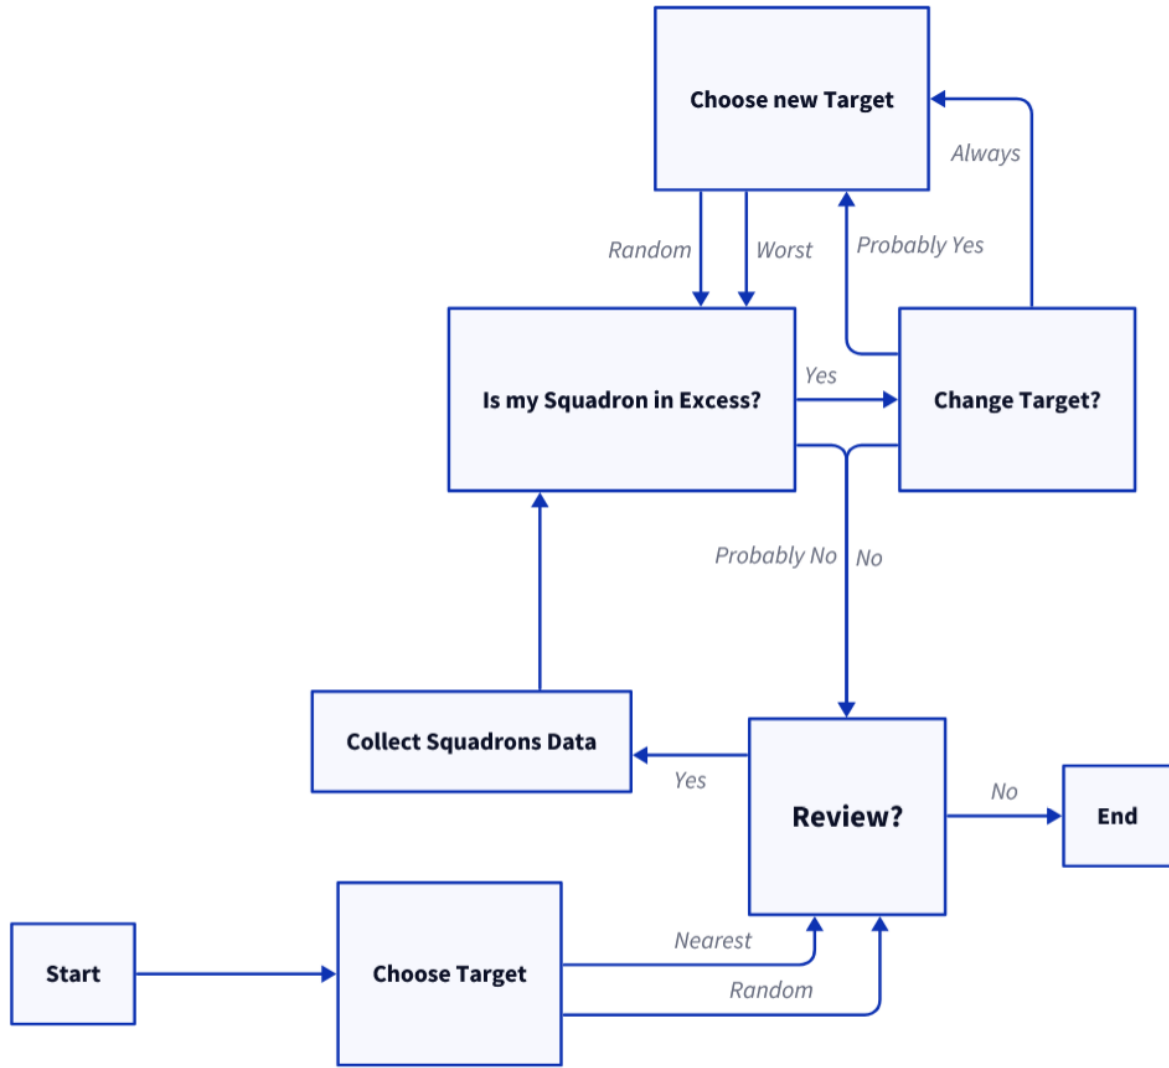 Choose new Target
Always
Random
Worst
Probably Yes
Is my Squadron in Excess?
Yes
Change Target?
Probably No
No
Collect Squadrons Data
Yes
Review?
No
End
Start
Choose Target
Nearest
Random